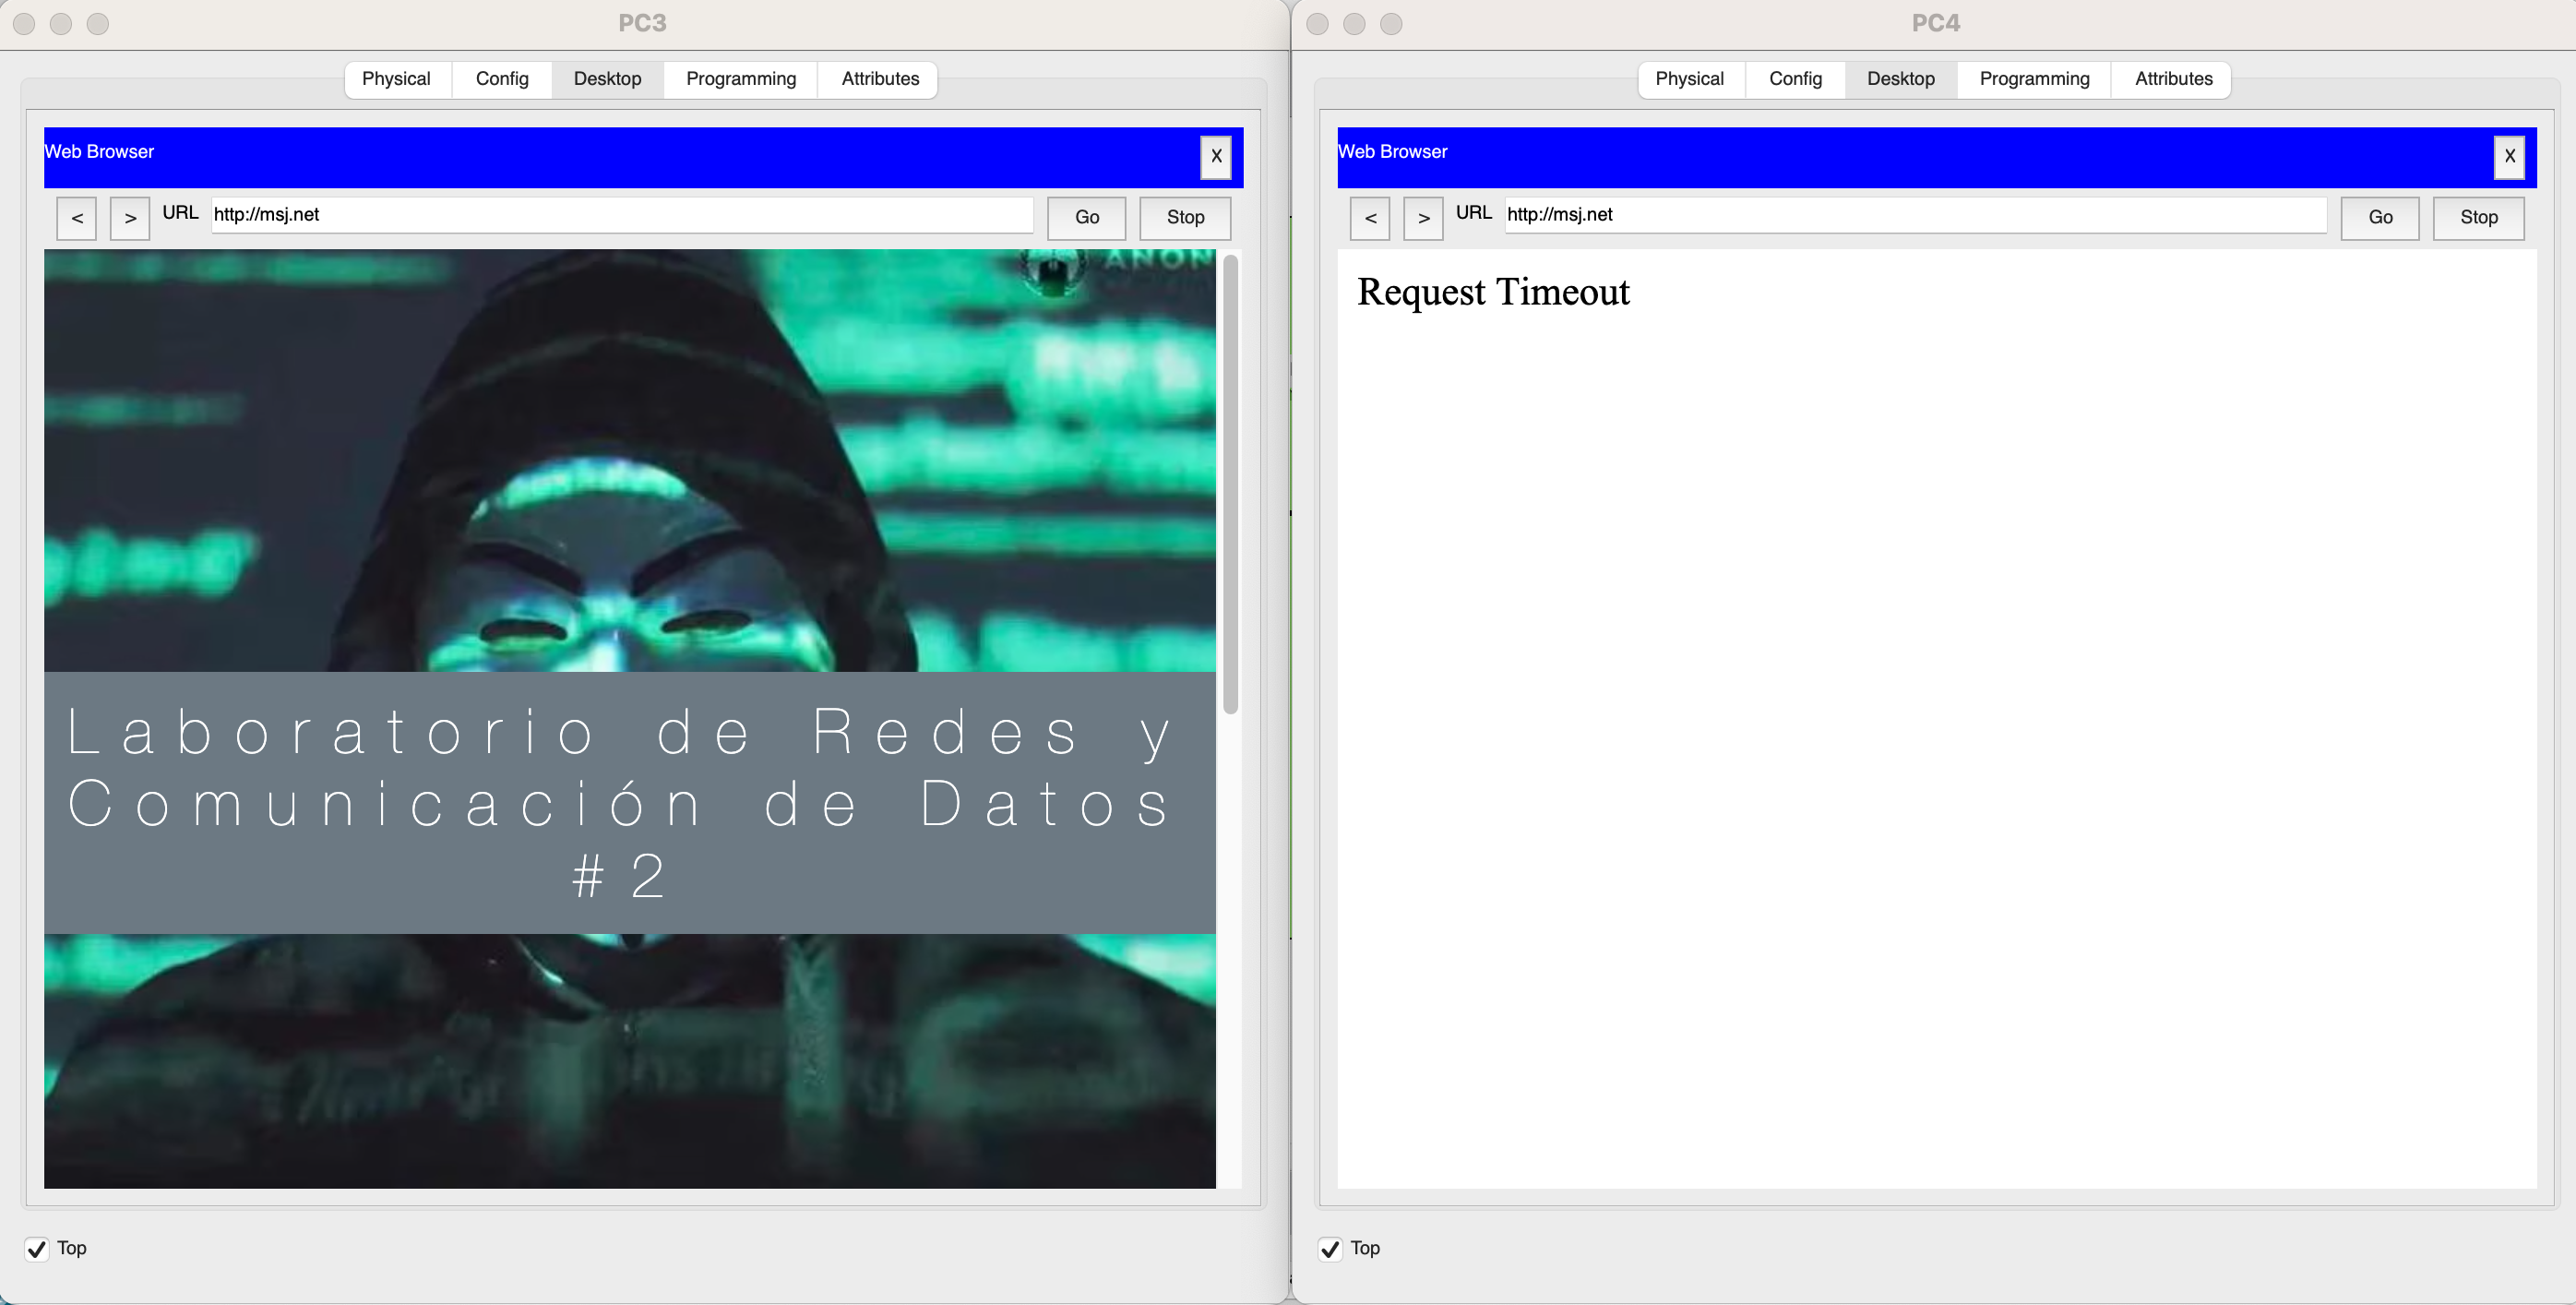 PC3
Physical Config Desktop Programming Attributes
Web Browser X
< > URL http://msj.net Go Stop
ANON
Laboratorio de Redes y
Comunicación de Datos
#2
Top
PC4
Physical Config Desktop Programming Attributes
Web Browser X
< > URL http://msj.net Go Stop
Request Timeout
Top